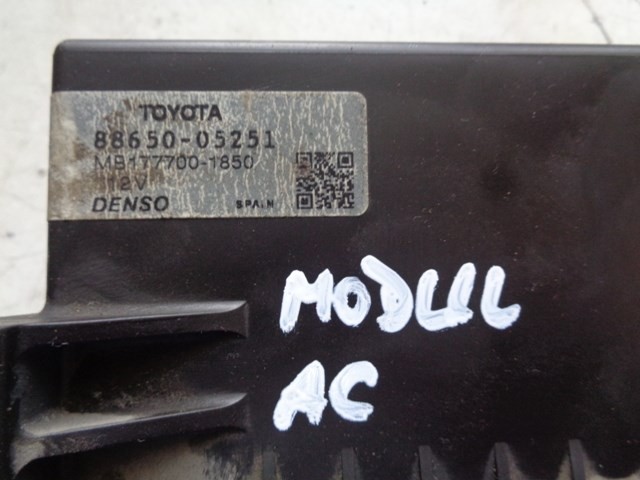 TOYOTA
88650-05251
MB177700-1850
12V
DENSO SPAIN
MODUL
AC